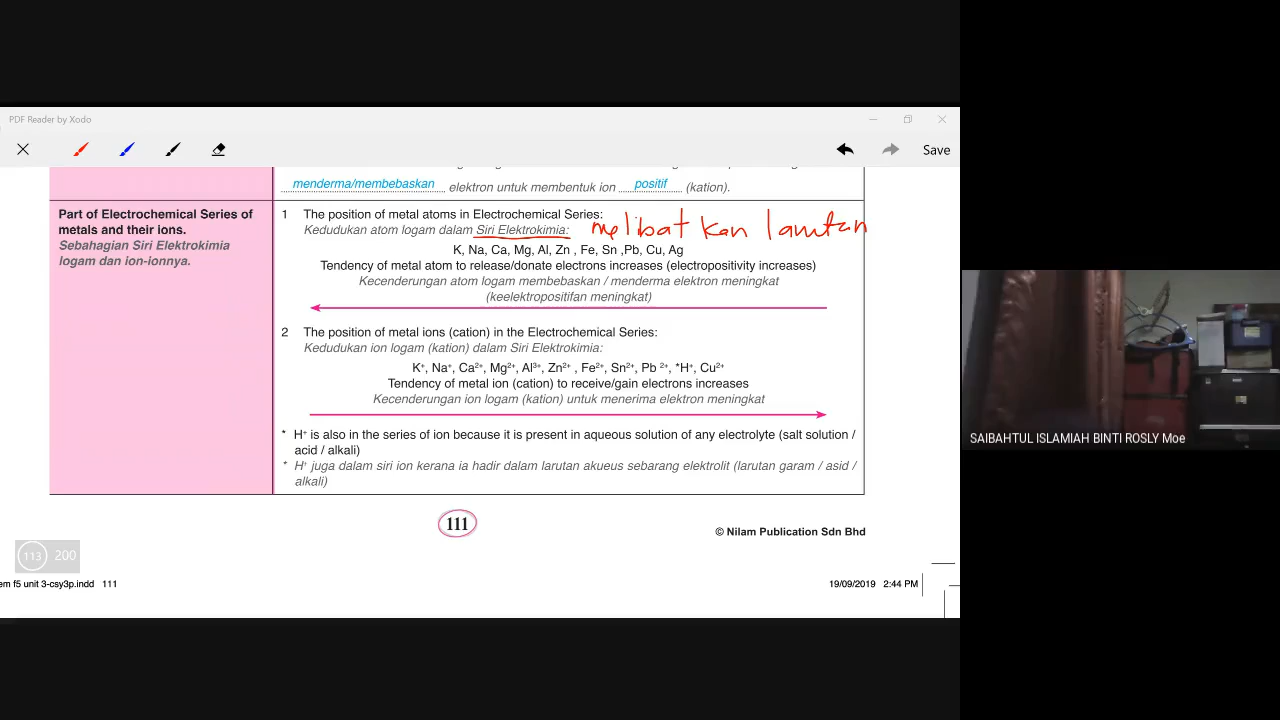 PDF Reader by Xodo
Save
menderma/membebaskan elektron untuk membentuk ion positif (kation).
Part of Electrochemical Series of
metals and their ions.
Sebahagian Siri Elektrokimia
logam dan ion-ionnya.
1 The position of metal atoms in Electrochemical Series:
Kedudukan atom logam dalam Siri Elektrokimia:
melibatkan larutan
K, Na, Ca, Mg, Al, Zn , Fe, Sn ,Pb, Cu, Ag
Tendency of metal atom to release/donate electrons increases (electropositivity increases)
Kecenderungan atom logam membebaskan / menderma elektron meningkat
(keelektropositifan meningkat)
2 The position of metal ions (cation) in the Electrochemical Series:
Kedudukan ion logam (kation) dalam Siri Elektrokimia:
K⁺, Na⁺, Ca²⁺, Mg²⁺, Al³⁺, Zn²⁺ , Fe²⁺, Sn²⁺, Pb ²⁺, *H⁺, Cu²⁺
Tendency of metal ion (cation) to receive/gain electrons increases
Kecenderungan ion logam (kation) untuk menerima elektron meningkat
* H⁺ is also in the series of ion because it is present in aqueous solution of any electrolyte (salt solution /
acid / alkali)
* H⁺ juga dalam siri ion kerana ia hadir dalam larutan akueus sebarang elektrolit (larutan garam / asid /
alkali)
111
© Nilam Publication Sdn Bhd
113 200
em f5 unit 3-csy3p.indd 111
19/09/2019 2:44 PM
SAIBAHTUL ISLAMIAH BINTI ROSLY Moe